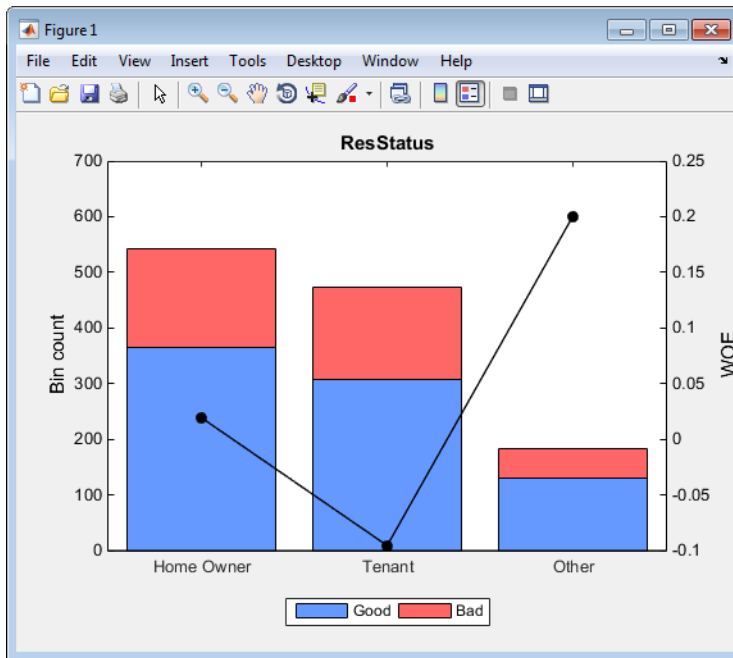 Figure 1
File Edit View Insert Tools Desktop Window Help
ResStatus
700
600
500
400
300
200
100
0
Bin count
0.25
0.2
0.15
0.1
0.05
0
-0.05
-0.1
WOE
Home Owner Tenant Other
Good Bad